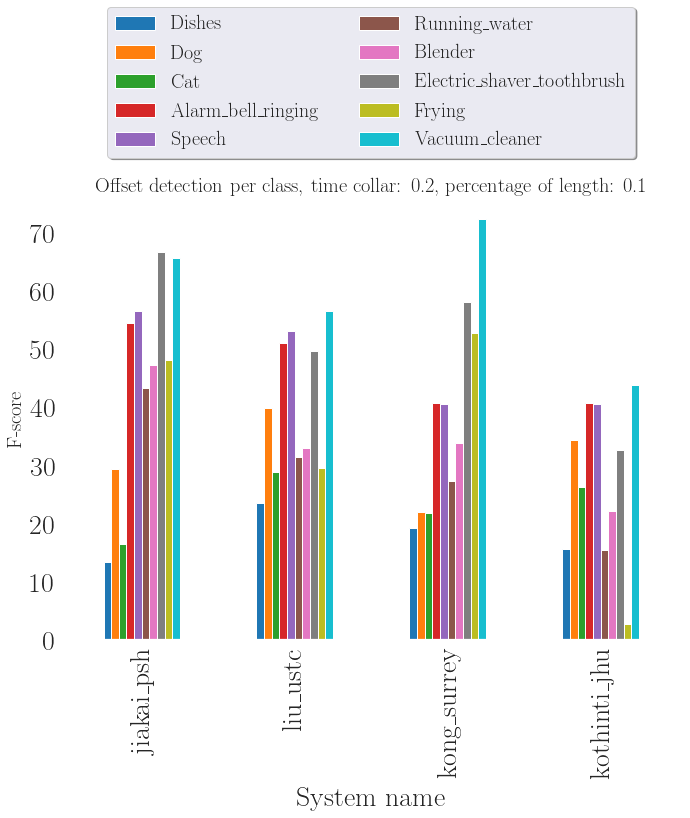 Dishes
Dog
Cat
Alarm_bell_ringing
Speech
Running_water
Blender
Electric_shaver_toothbrush
Frying
Vacuum_cleaner
Offset detection per class, time collar: 0.2, percentage of length: 0.1
70
60
50
40
30
20
10
0
F-score
jiakai_psh
liu_ustc
kong_surrey
kothinti_jhu
System name